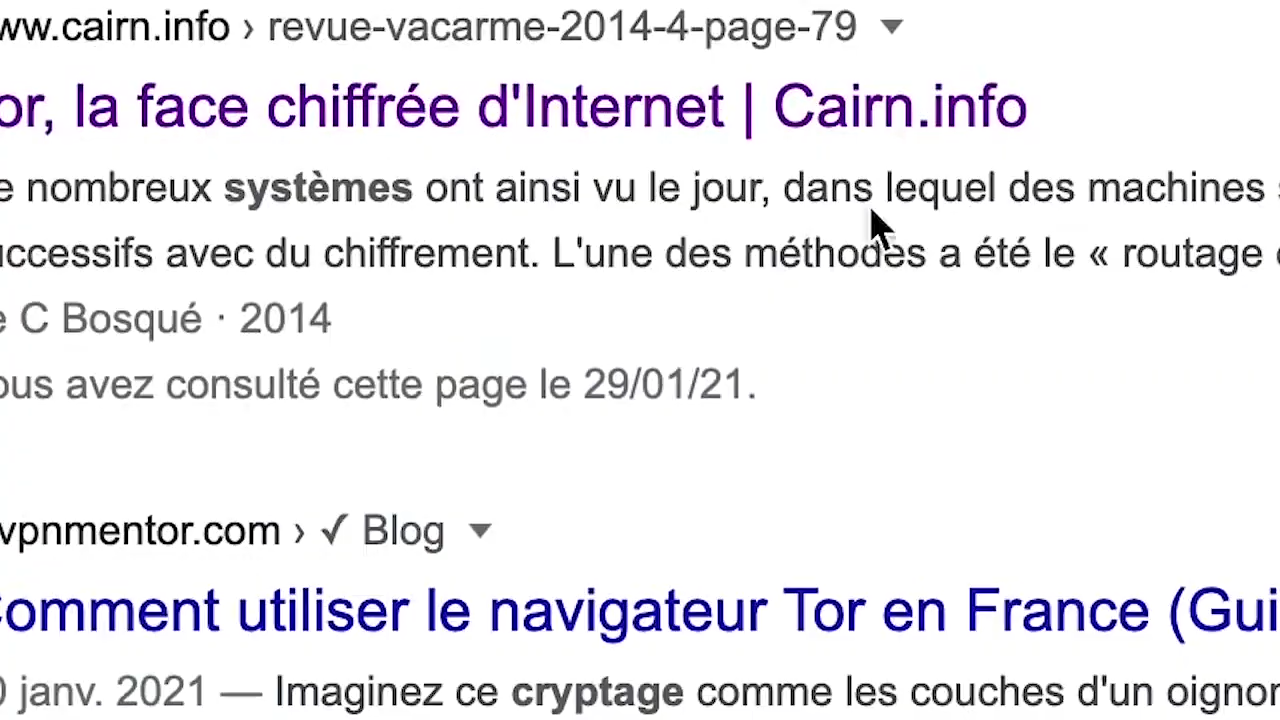 ww.cairn.info › revue-vacarme-2014-4-page-79
or, la face chiffrée d'Internet | Cairn.info
e nombreux systèmes ont ainsi vu le jour, dans lequel des machines
uccessifs avec du chiffrement. L'une des méthodes a été le « routage
e C Bosqué · 2014
ous avez consulté cette page le 29/01/21.
vpnmentor.com › ✓ Blog
Comment utiliser le navigateur Tor en France (Gui
0 janv. 2021 — Imaginez ce cryptage comme les couches d'un oignon